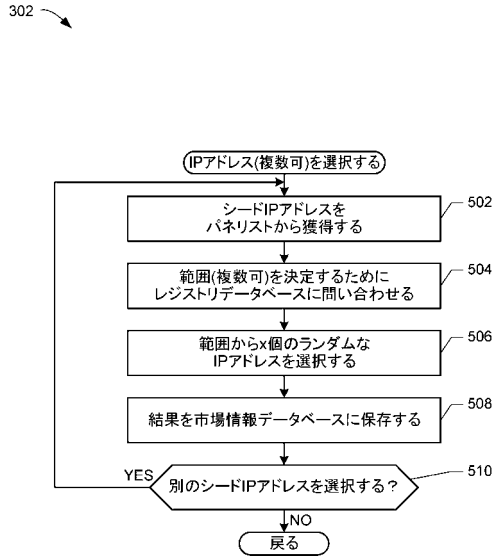 302
IPアドレス(複数可)を選択する
シードIPアドレスを
パネリストから獲得する
502
範囲(複数可)を決定するために
レジストリデータベースに問い合わせる
504
範囲からx個のランダムな
IPアドレスを選択する
506
結果を市場情報データベースに保存する
508
YES
別のシードIPアドレスを選択する？
510
NO
戻る